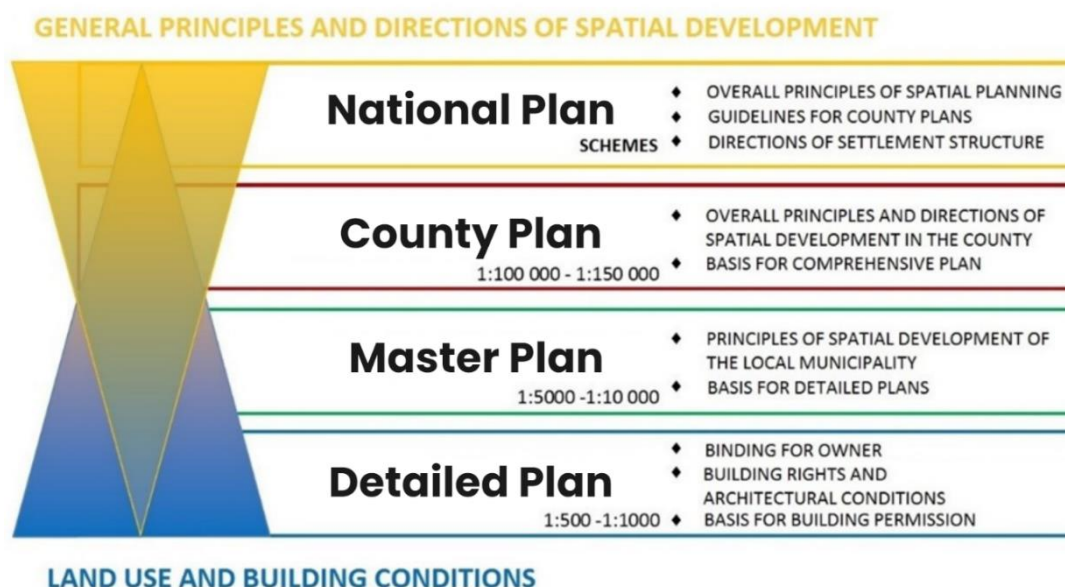 GENERAL PRINCIPLES AND DIRECTIONS OF SPATIAL DEVELOPMENT
National Plan
SCHEMES
♦ OVERALL PRINCIPLES OF SPATIAL PLANNING
♦ GUIDELINES FOR COUNTY PLANS
♦ DIRECTIONS OF SETTLEMENT STRUCTURE
County Plan
1:100 000 - 1:150 000
♦ OVERALL PRINCIPLES AND DIRECTIONS OF
SPATIAL DEVELOPMENT IN THE COUNTY
♦ BASIS FOR COMPREHENSIVE PLAN
Master Plan
1:5000 -1:10 000
♦ PRINCIPLES OF SPATIAL DEVELOPMENT OF
THE LOCAL MUNICIPALITY
♦ BASIS FOR DETAILED PLANS
Detailed Plan
1:500 -1:1000
♦ BINDING FOR OWNER
♦ BUILDING RIGHTS AND
ARCHITECTURAL CONDITIONS
♦ BASIS FOR BUILDING PERMISSION
LAND USE AND BUILDING CONDITIONS